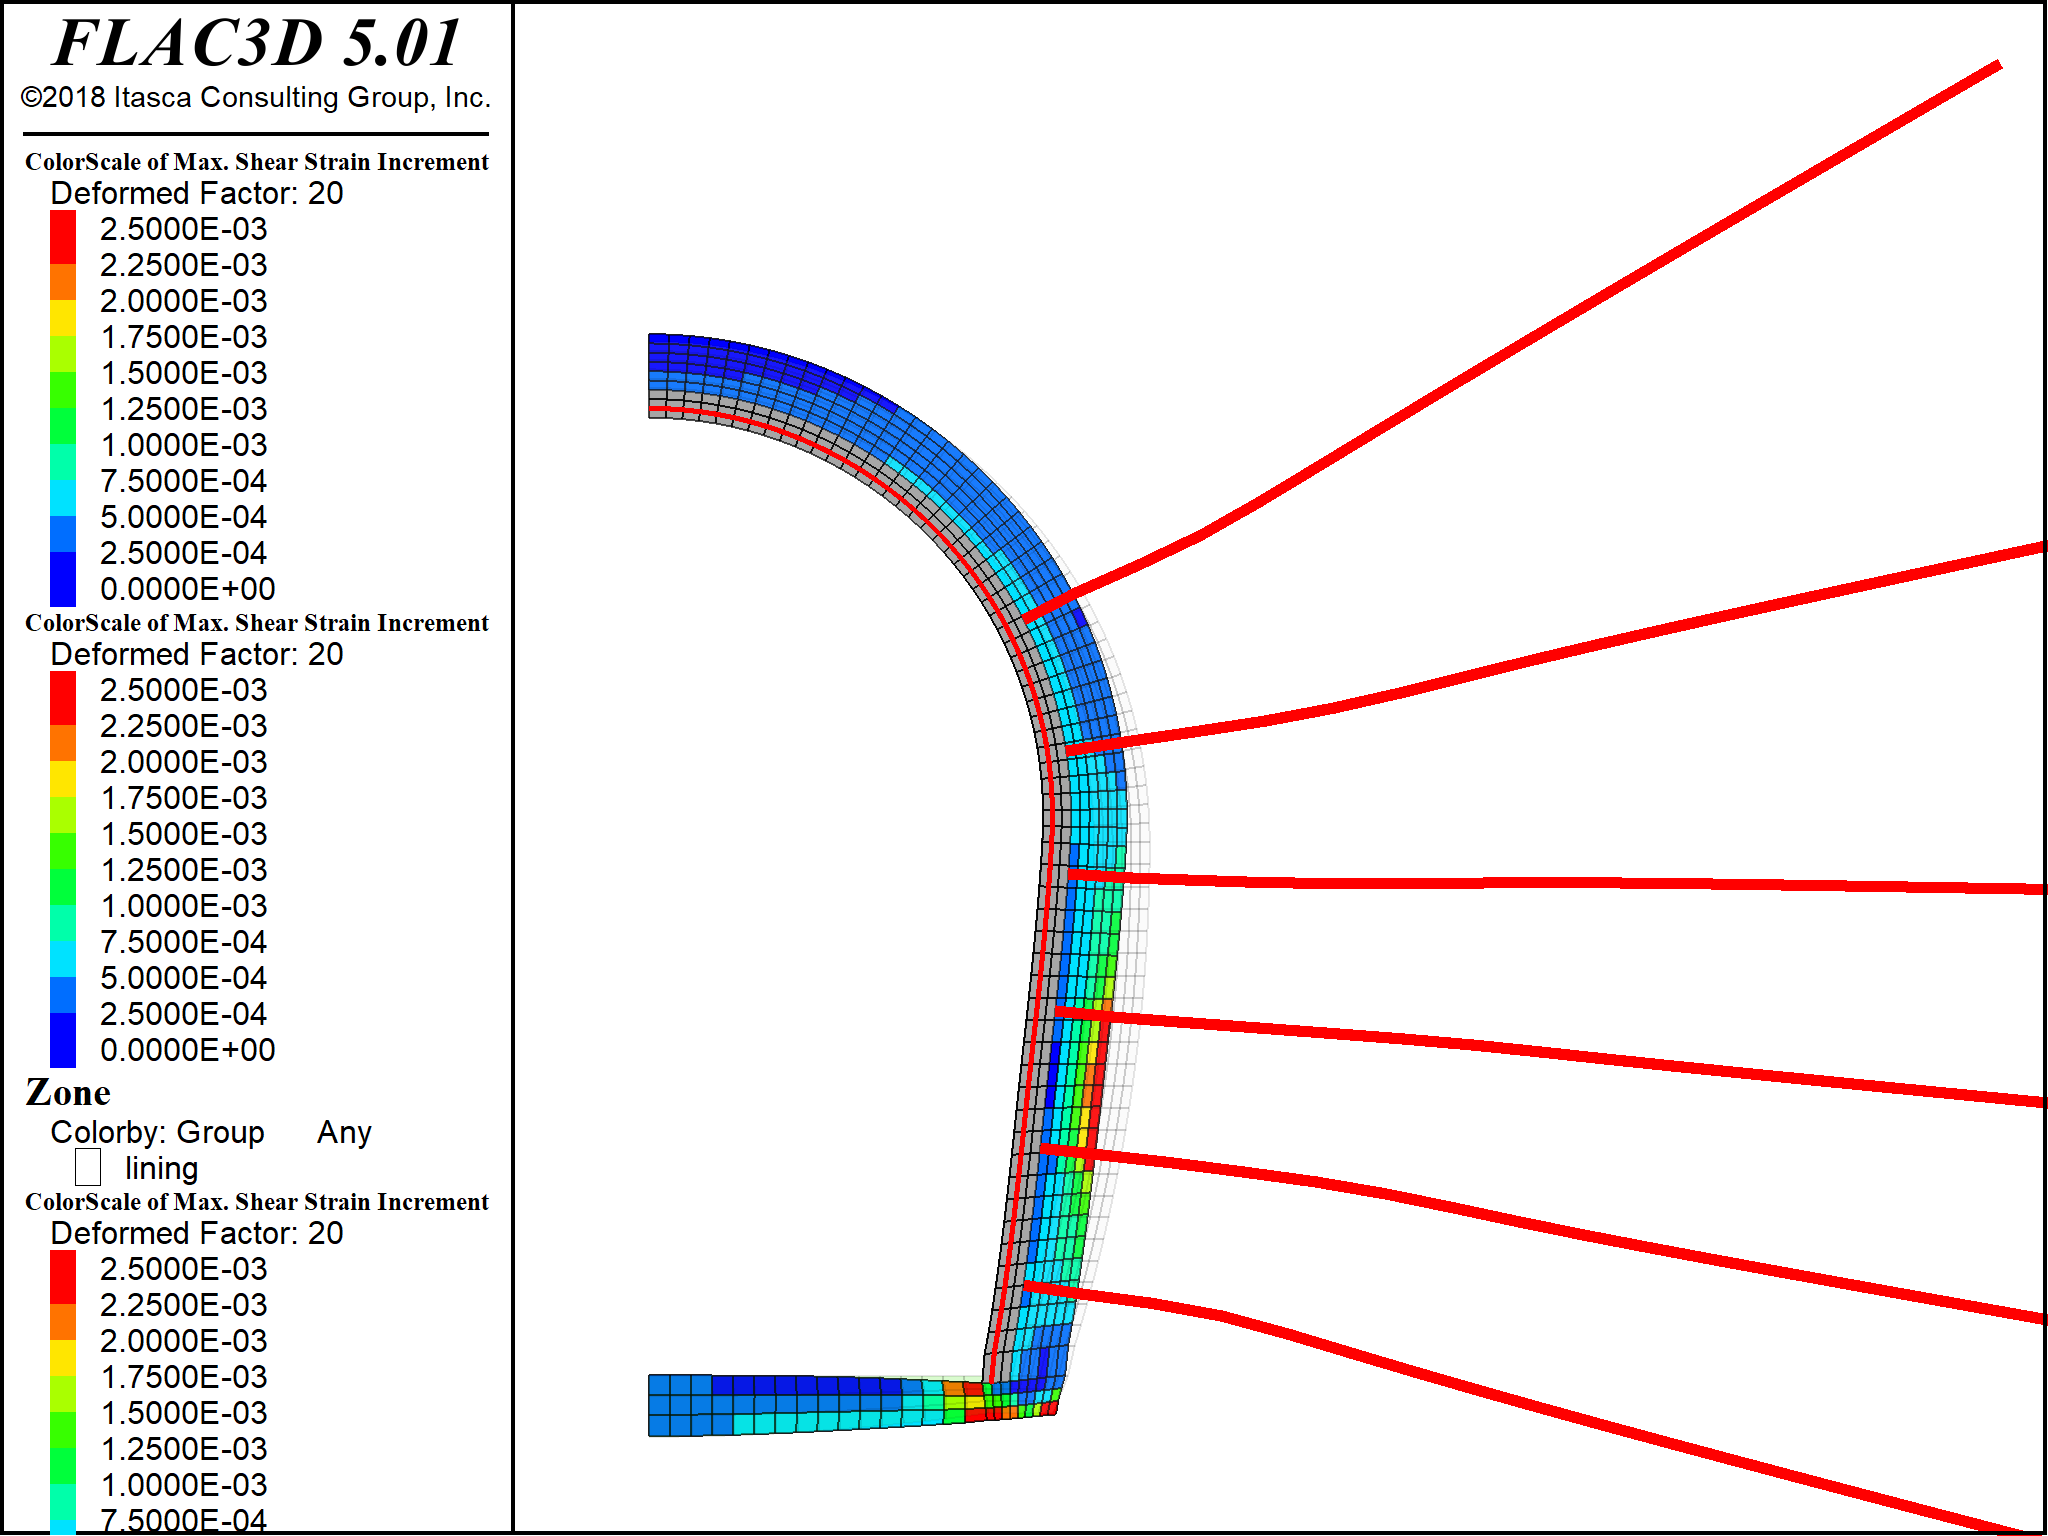 FLAC3D 5.01
©2018 Itasca Consulting Group, Inc.
ColorScale of Max. Shear Strain Increment
Deformed Factor: 20
2.5000E-03
2.2500E-03
2.0000E-03
1.7500E-03
1.5000E-03
1.2500E-03
1.0000E-03
7.5000E-04
5.0000E-04
2.5000E-04
0.0000E+00
ColorScale of Max. Shear Strain Increment
Deformed Factor: 20
2.5000E-03
2.2500E-03
2.0000E-03
1.7500E-03
1.5000E-03
1.2500E-03
1.0000E-03
7.5000E-04
5.0000E-04
2.5000E-04
0.0000E+00
Zone
Colorby: Group Any
lining
ColorScale of Max. Shear Strain Increment
Deformed Factor: 20
2.5000E-03
2.2500E-03
2.0000E-03
1.7500E-03
1.5000E-03
1.2500E-03
1.0000E-03
7.5000E-04